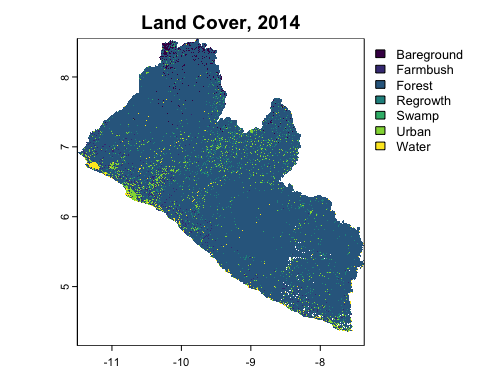 Land Cover, 2014
Bareground
Farmbush
Forest
Regrowth
Swamp
Urban
Water
8
7
6
5
-11
-10
-9
-8